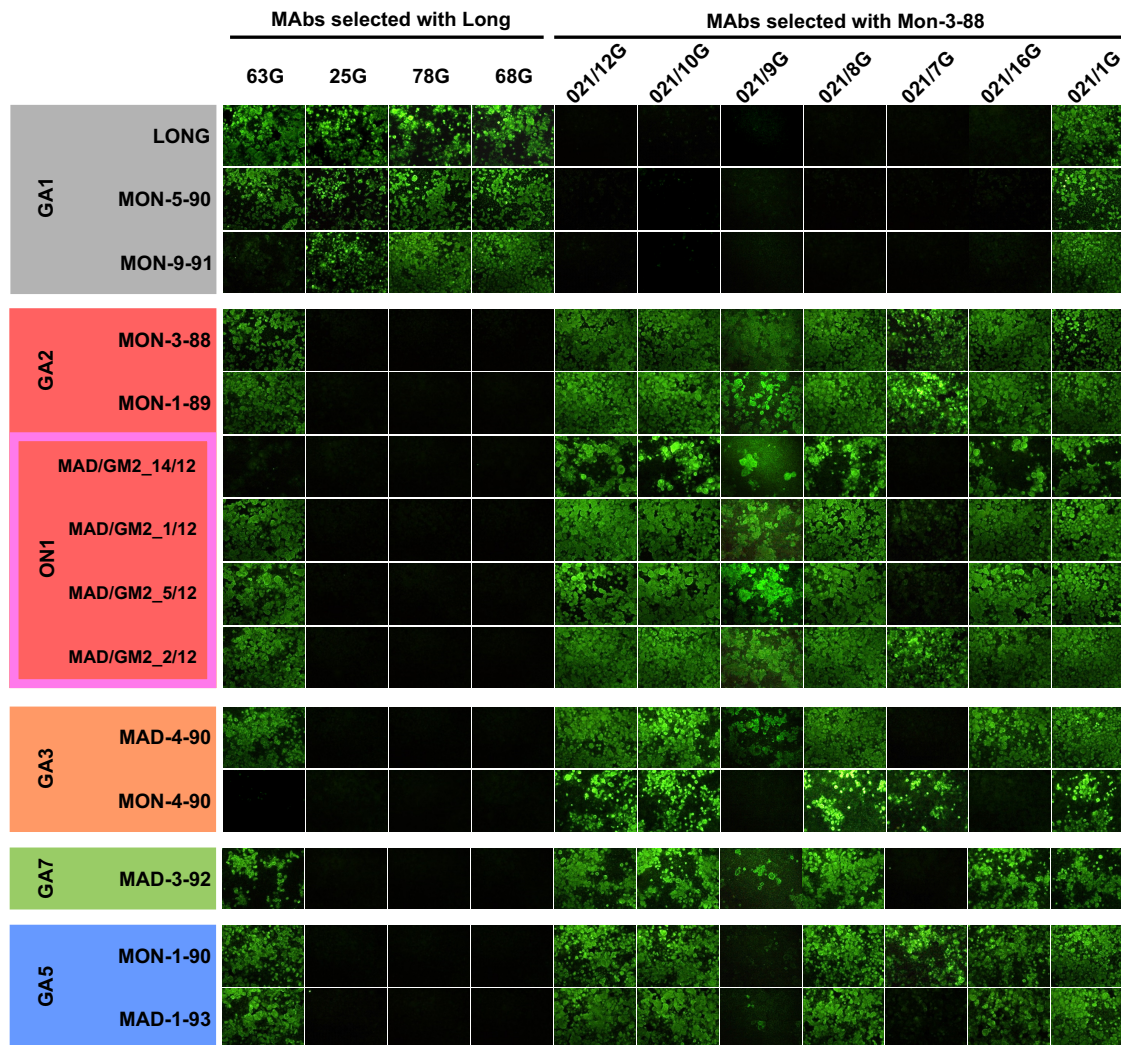 MAbs selected with Long
MAbs selected with Mon-3-88
63G 25G 78G 68G 021/12G 021/10G 021/9G 021/8G 021/7G 021/16G 021/1G
GA1
LONG
MON-5-90
MON-9-91
GA2
MON-3-88
MON-1-89
ON1
MAD/GM2_14/12
MAD/GM2_1/12
MAD/GM2_5/12
MAD/GM2_2/12
GA3
MAD-4-90
MON-4-90
GA7
MAD-3-92
GA5
MON-1-90
MAD-1-93